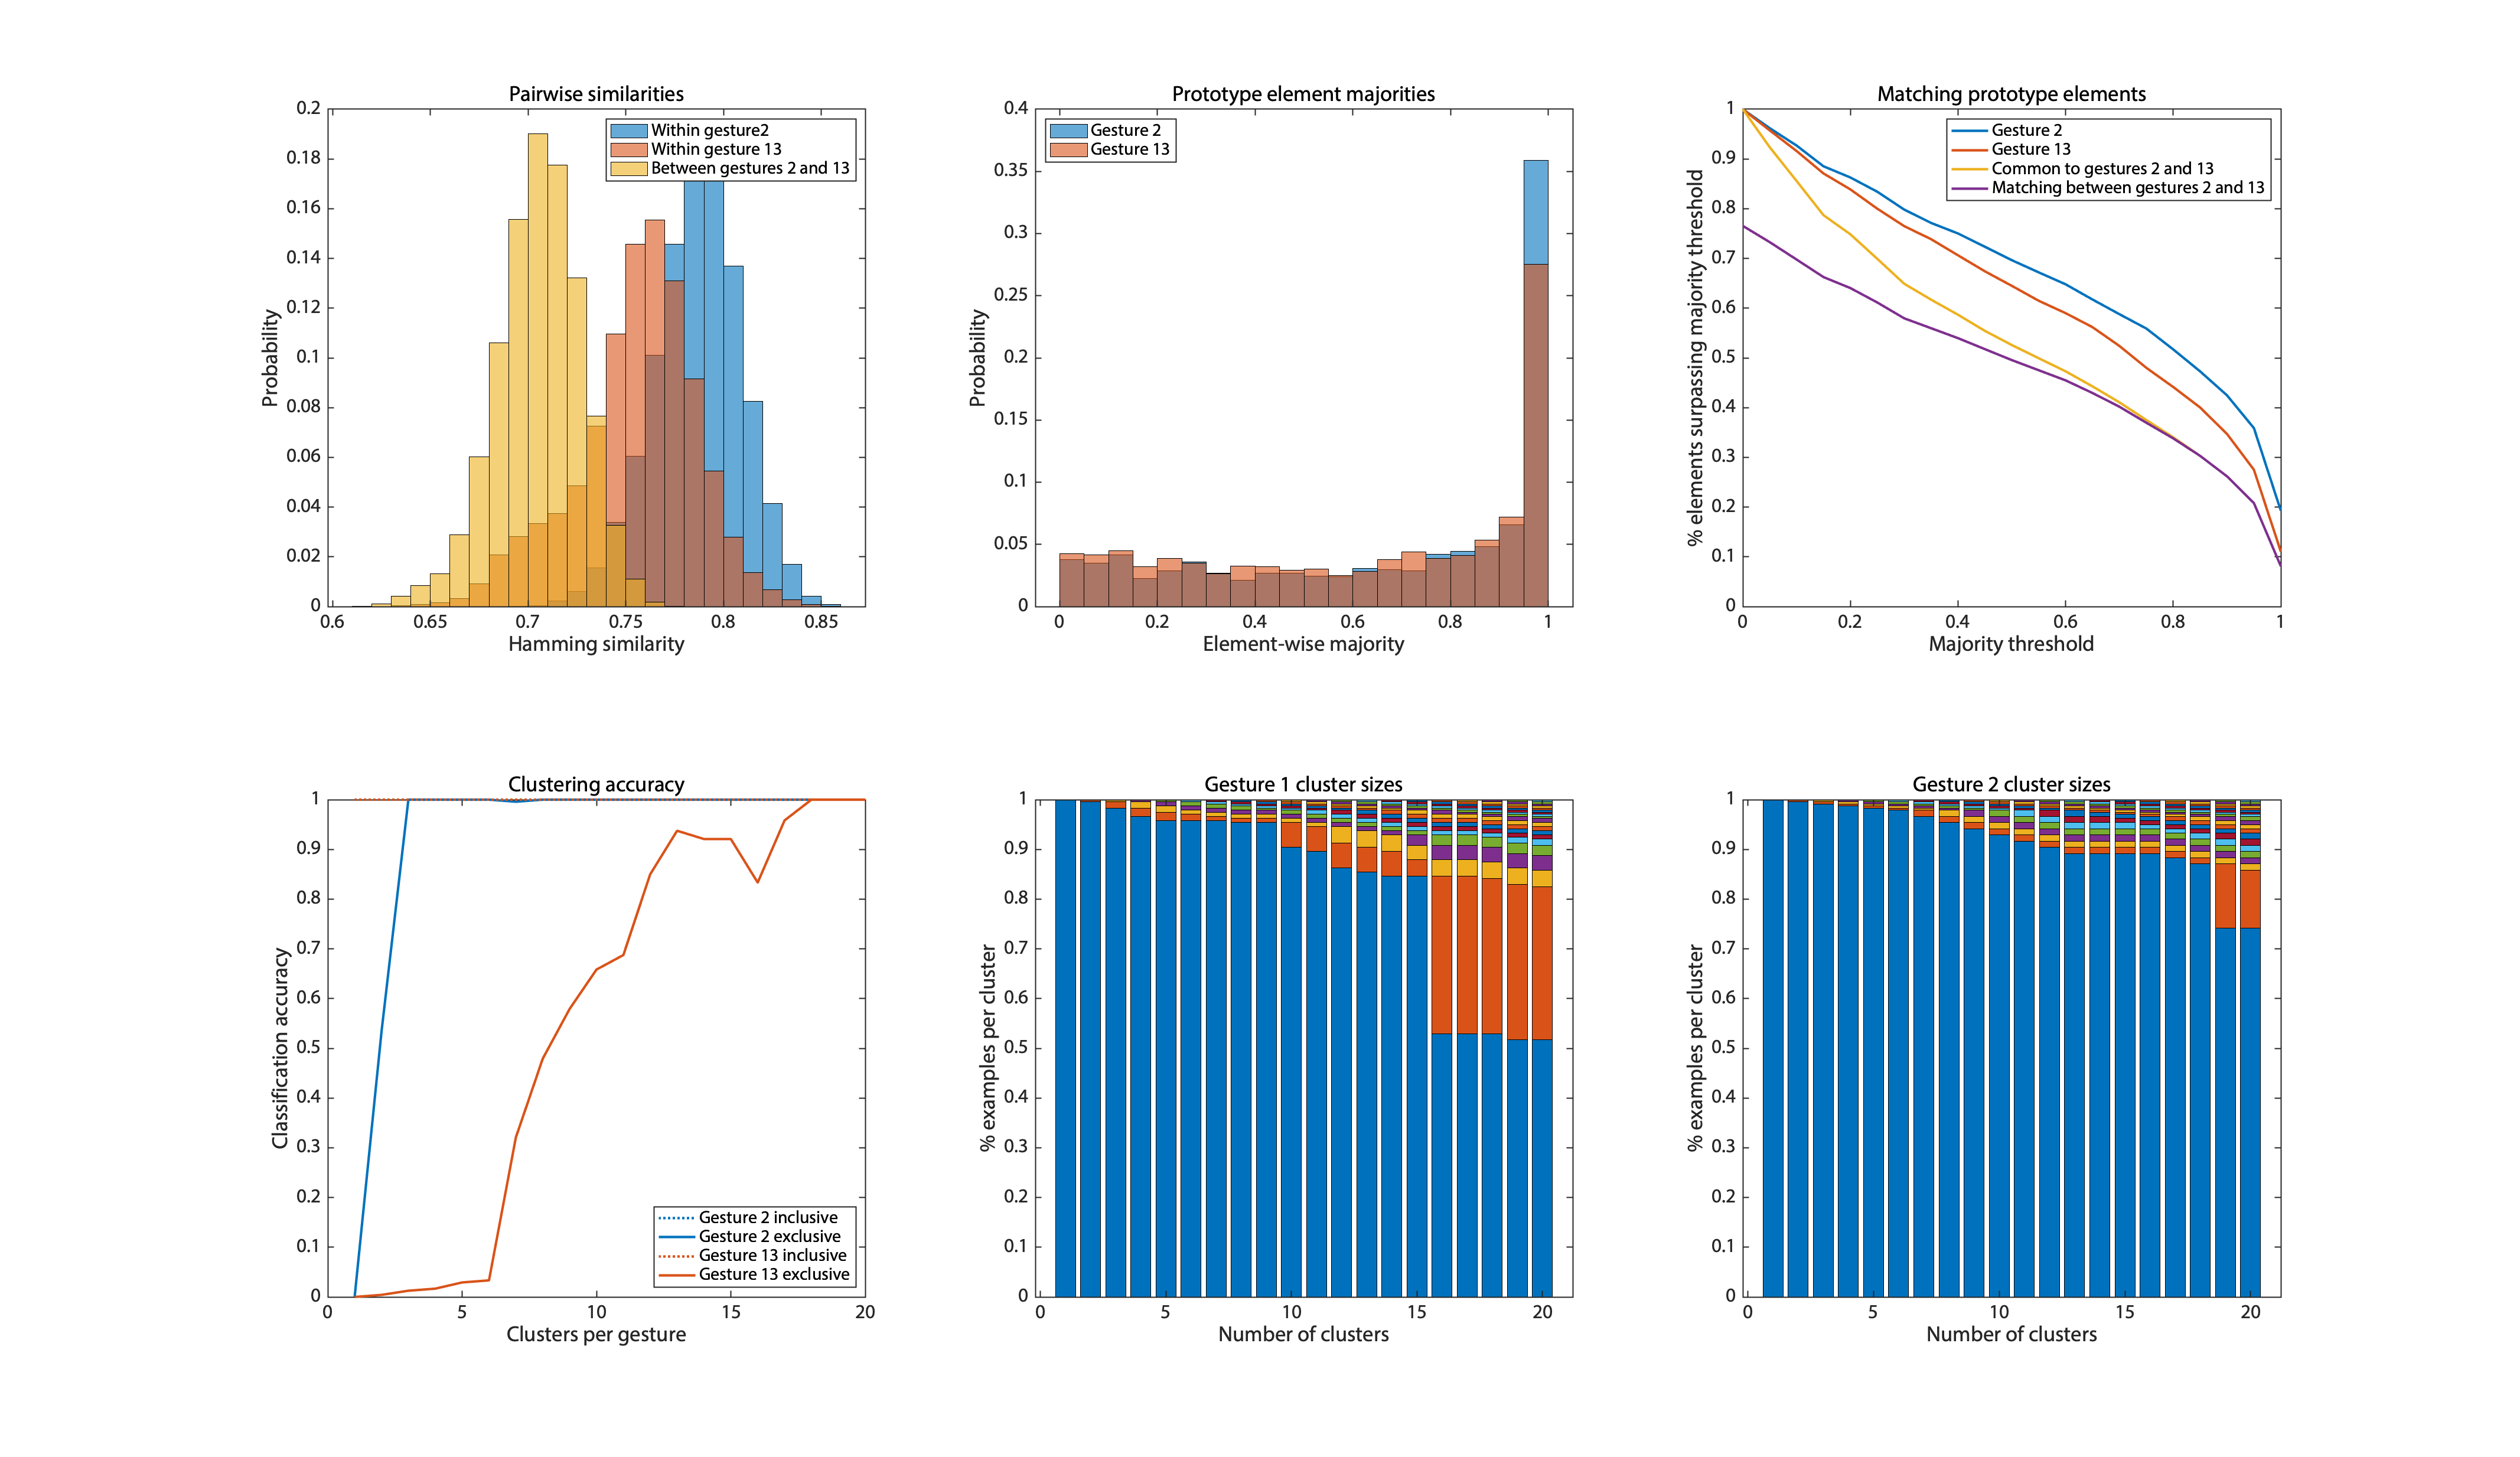 Pairwise similarities
0.2
0.18
0.16
0.14
0.12
0.1
0.08
0.06
0.04
0.02
0
Probability
Within gesture2
Within gesture 13
Between gestures 2 and 13
0.6 0.65 0.7 0.75 0.8 0.85
Hamming similarity
Prototype element majorities
0.4
0.35
0.3
0.25
0.2
0.15
0.1
0.05
0
Probability
Gesture 2
Gesture 13
0 0.2 0.4 0.6 0.8 1
Element-wise majority
Matching prototype elements
1
0.9
0.8
0.7
0.6
0.5
0.4
0.3
0.2
0.1
0
% elements surpassing majority threshold
Gesture 2
Gesture 13
Common to gestures 2 and 13
Matching between gestures 2 and 13
0 0.2 0.4 0.6 0.8 1
Majority threshold
Clustering accuracy
1
0.9
0.8
0.7
0.6
0.5
0.4
0.3
0.2
0.1
0
Classification accuracy
Gesture 2 inclusive
Gesture 2 exclusive
Gesture 13 inclusive
Gesture 13 exclusive
0 5 10 15 20
Clusters per gesture
Gesture 1 cluster sizes
1
0.9
0.8
0.7
0.6
0.5
0.4
0.3
0.2
0.1
0
% examples per cluster
0 5 10 15 20
Number of clusters
Gesture 2 cluster sizes
1
0.9
0.8
0.7
0.6
0.5
0.4
0.3
0.2
0.1
0
% examples per cluster
0 5 10 15 20
Number of clusters